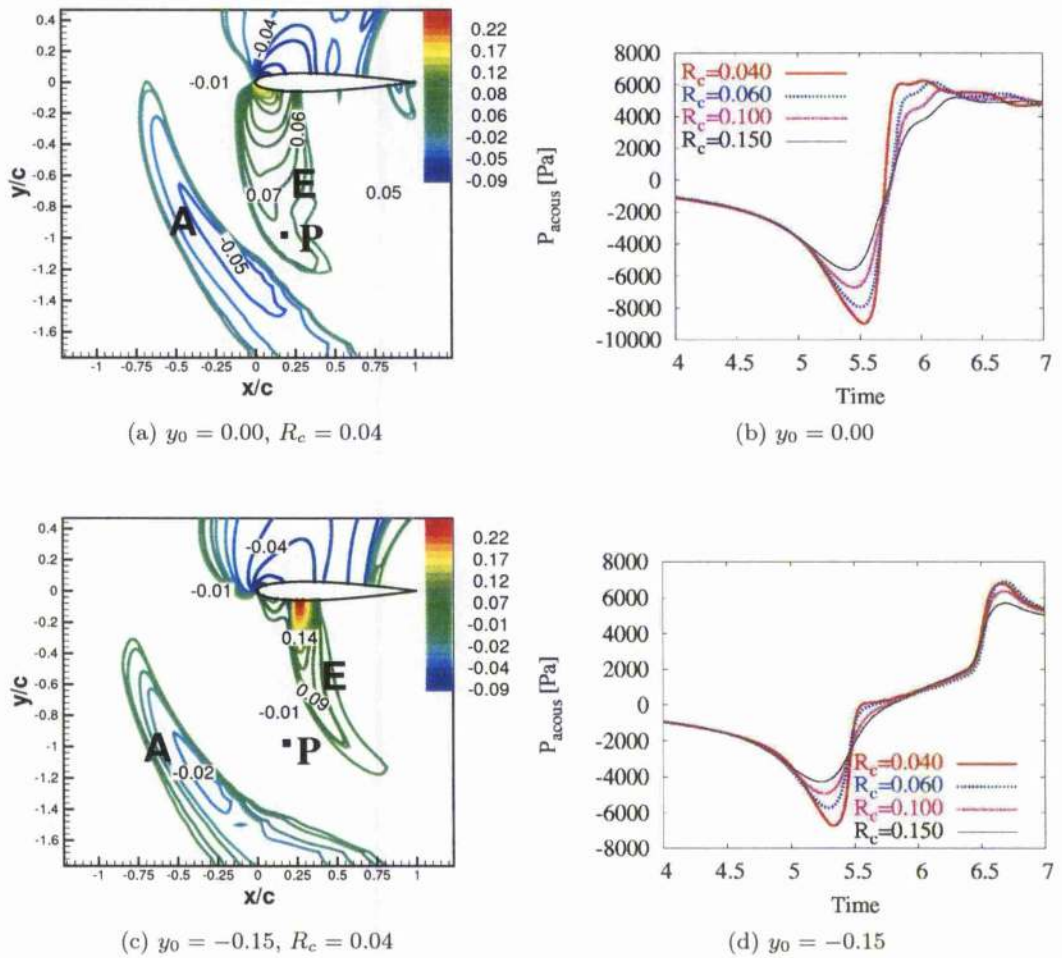 0.4
0.2
0
-0.2
-0.4
-0.6
-0.8
-1
-1.2
-1.4
-1.6
y/c
-0.04
-0.01
0.06
E
0.07
0.05
A
P
-0.05
-1 -0.75 -0.5 -0.25 0 0.25 0.5 0.75 1
x/c
0.22
0.17
0.12
0.08
0.06
-0.02
-0.05
-0.09
(a) y₀ = 0.00, R_c = 0.04
8000
6000
4000
2000
0
-2000
-4000
-6000
-8000
-10000
P_acous [Pa]
R_c=0.040
R_c=0.060
R_c=0.100
R_c=0.150
4 4.5 5 5.5 6 6.5 7
Time
(b) y₀ = 0.00
0.4
0.2
0
-0.2
-0.4
-0.6
-0.8
-1
-1.2
-1.4
-1.6
y/c
-0.04
-0.01
0.14
E
0.09
-0.01
A
P
-0.02
-1 -0.75 -0.5 -0.25 0 0.25 0.5 0.75 1
x/c
0.22
0.17
0.12
0.07
-0.01
-0.02
-0.04
-0.09
(c) y₀ = −0.15, R_c = 0.04
8000
6000
4000
2000
0
-2000
-4000
-6000
-8000
P_acous [Pa]
R_c=0.040
R_c=0.060
R_c=0.100
R_c=0.150
4 4.5 5 5.5 6 6.5 7
Time
(d) y₀ = −0.15